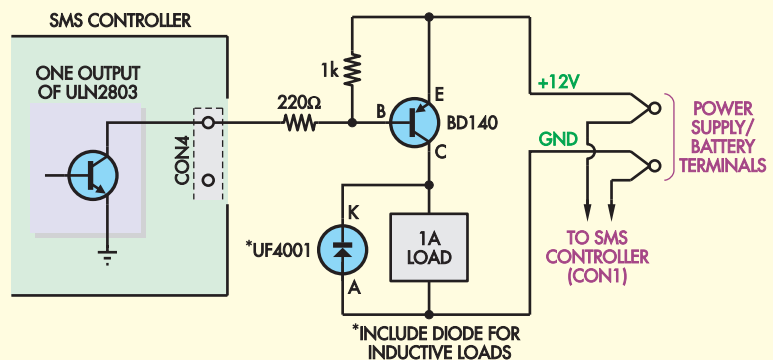 SMS CONTROLLER
ONE OUTPUT
OF ULN2803
CON4
220Ω
1k
B
E
C
BD140
+12V
GND
POWER
SUPPLY/
BATTERY
TERMINALS
TO SMS
CONTROLLER
(CON1)
K
*UF4001
A
1A
LOAD
*INCLUDE DIODE FOR
INDUCTIVE LOADS